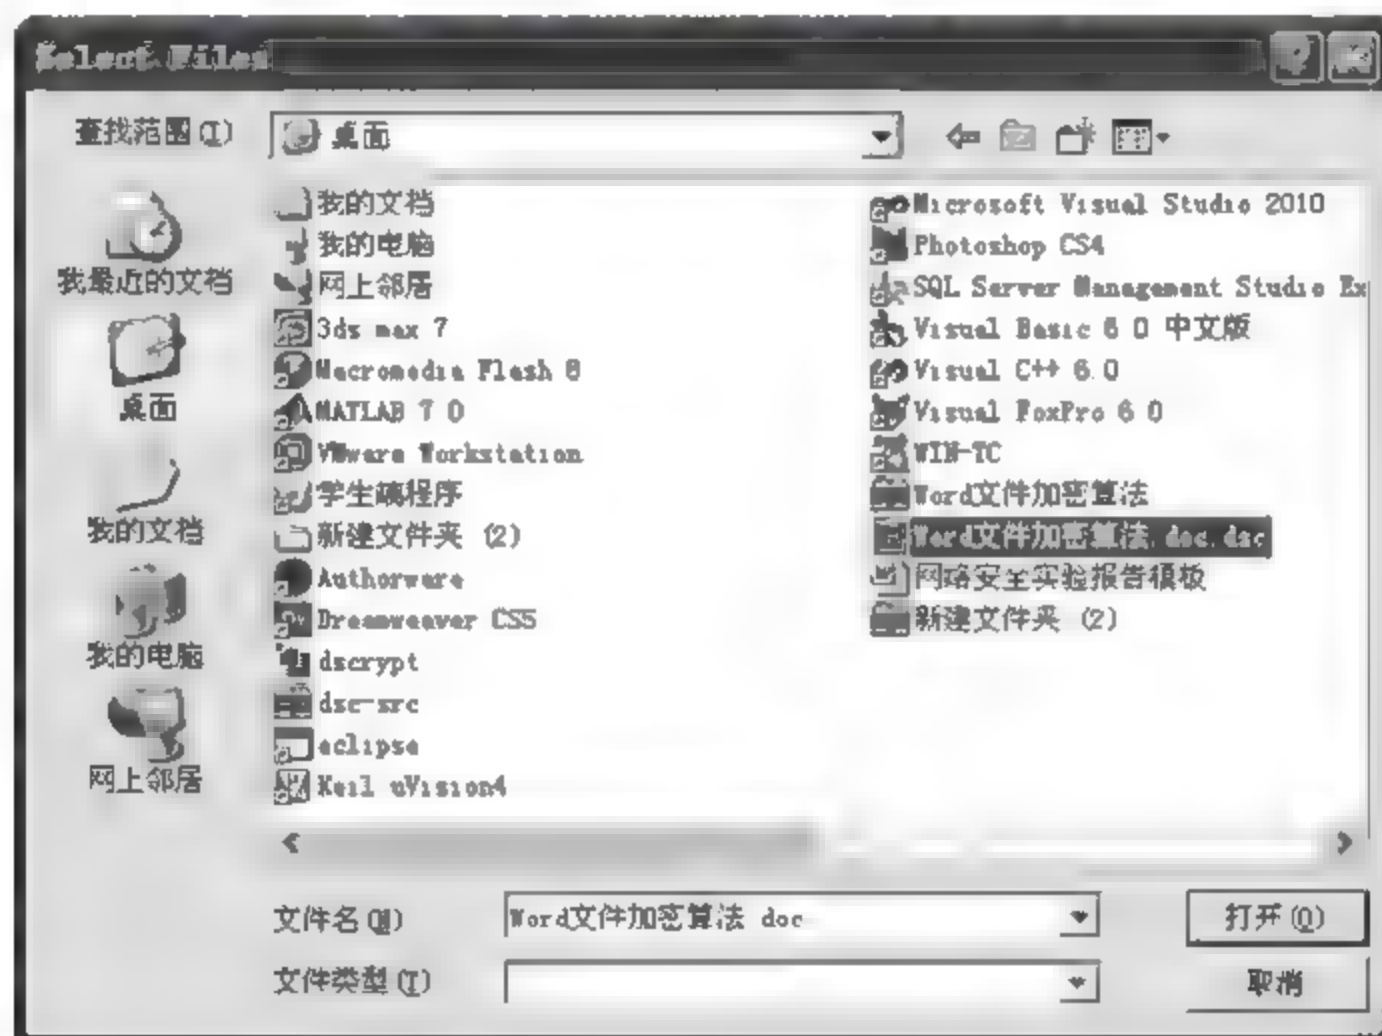 Select Files
查找范围(I)
桌面
我最近的文档
桌面
我的文档
我的电脑
网上邻居
我的文档
我的电脑
网上邻居
3ds max 7
Macromedia Flash 8
MATLAB 7 0
VMware Workstation
学生端程序
新建文件夹 (2)
Authorware
Dreamweaver CS5
dscrypt
dsc-src
eclipse
Keil uVision4
Microsoft Visual Studio 2010
Photoshop CS4
SQL Server Management Studio Ex
Visual Basic 6 0 中文版
Visual C++ 6.0
Visual FoxPro 6 0
WIN-TC
Word文件加密算法
Word文件加密算法.doc.dsc
网络安全实验报告模板
新建文件夹 (2)
文件名(N)
Word文件加密算法 doc
打开(O)
文件类型(T)
取消